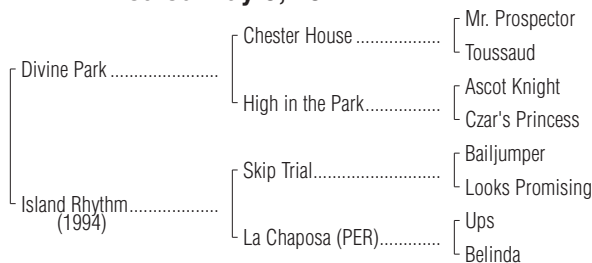 Chester House
Mr. Prospector
Toussaud
Divine Park
High in the Park
Ascot Knight
Czar's Princess
Skip Trial
Bailjumper
Looks Promising
Island Rhythm
(1994)
La Chaposa (PER)
Ups
Belinda